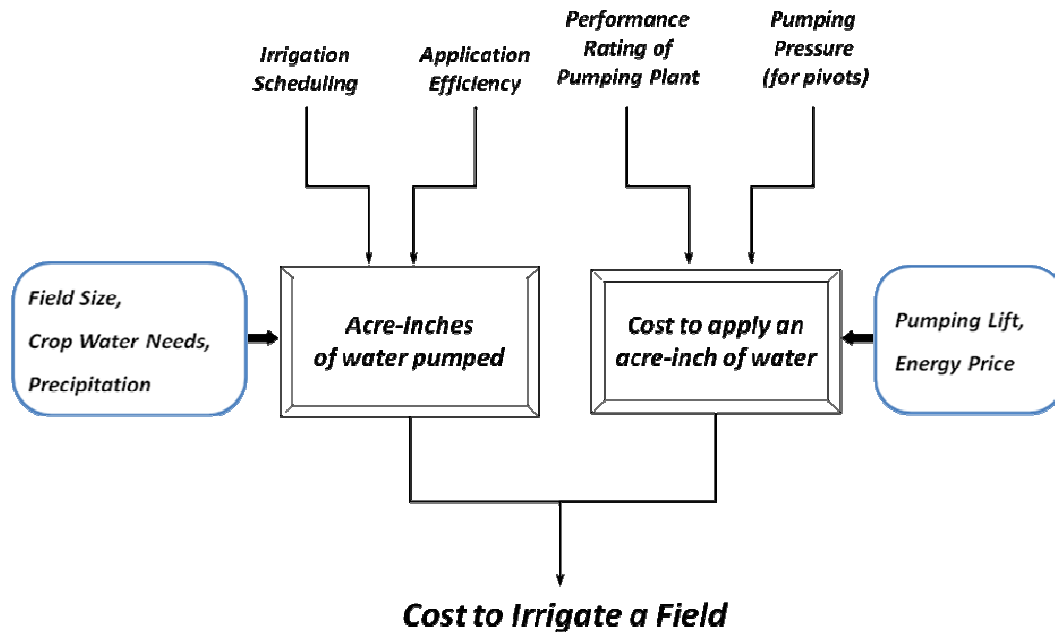 Irrigation
Scheduling
Application
Efficiency
Performance
Rating of
Pumping Plant
Pumping
Pressure
(for pivots)
Field Size,
Crop Water Needs,
Precipitation
Acre-inches
of water pumped
Cost to apply an
acre-inch of water
Pumping Lift,
Energy Price
Cost to Irrigate a Field